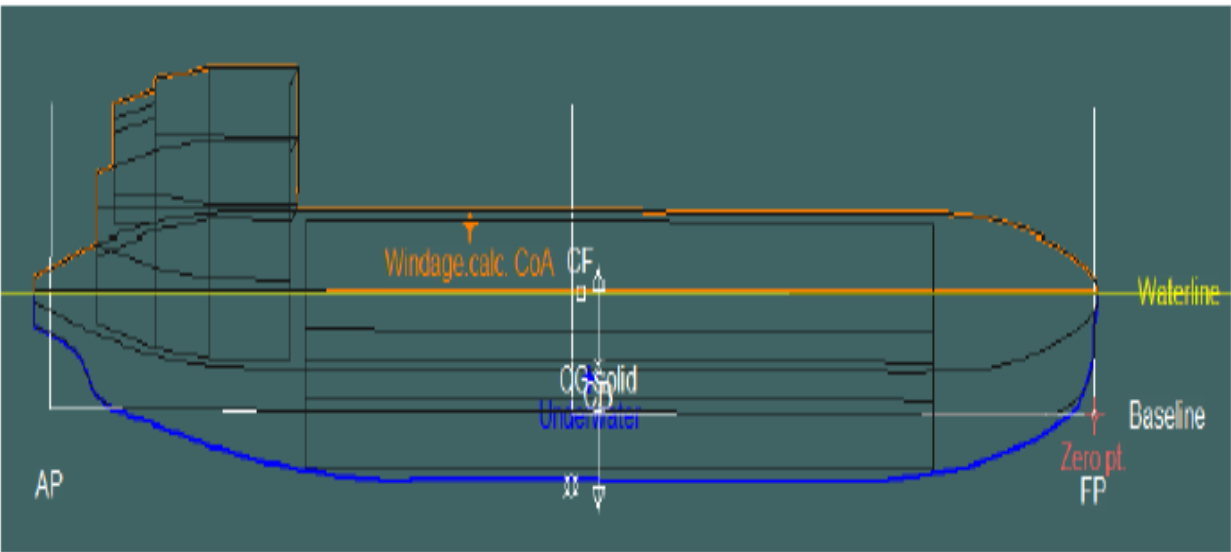 Windage.calc. CoA
CF
Waterline
CG Solid
CB
Underwater
Baseline
Zero pt.
AP
FP